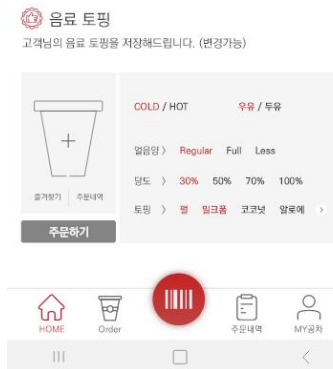 음료 토핑
고객님의 음료 토핑을 저장해드립니다. (변경가능)
COLD / HOT 우유 / 두유
얼음양 〉 Regular Full Less
당도 〉 30% 50% 70% 100%
토핑 〉 펄 밀크폼 코코넛 알로에 >
즐겨찾기 | 주문내역
주문하기
HOME Order 주문내역 MY공차